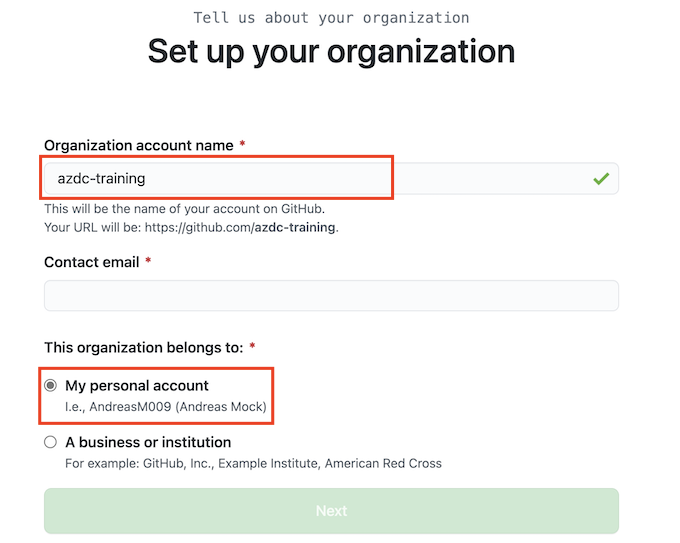 Tell us about your organization
Set up your organization
Organization account name *
azdc-training
This will be the name of your account on GitHub.
Your URL will be: https://github.com/azdc-training.
Contact email *
This organization belongs to: *
My personal account
I.e., AndreasM009 (Andreas Mock)
A business or institution
For example: GitHub, Inc., Example Institute, American Red Cross
Next